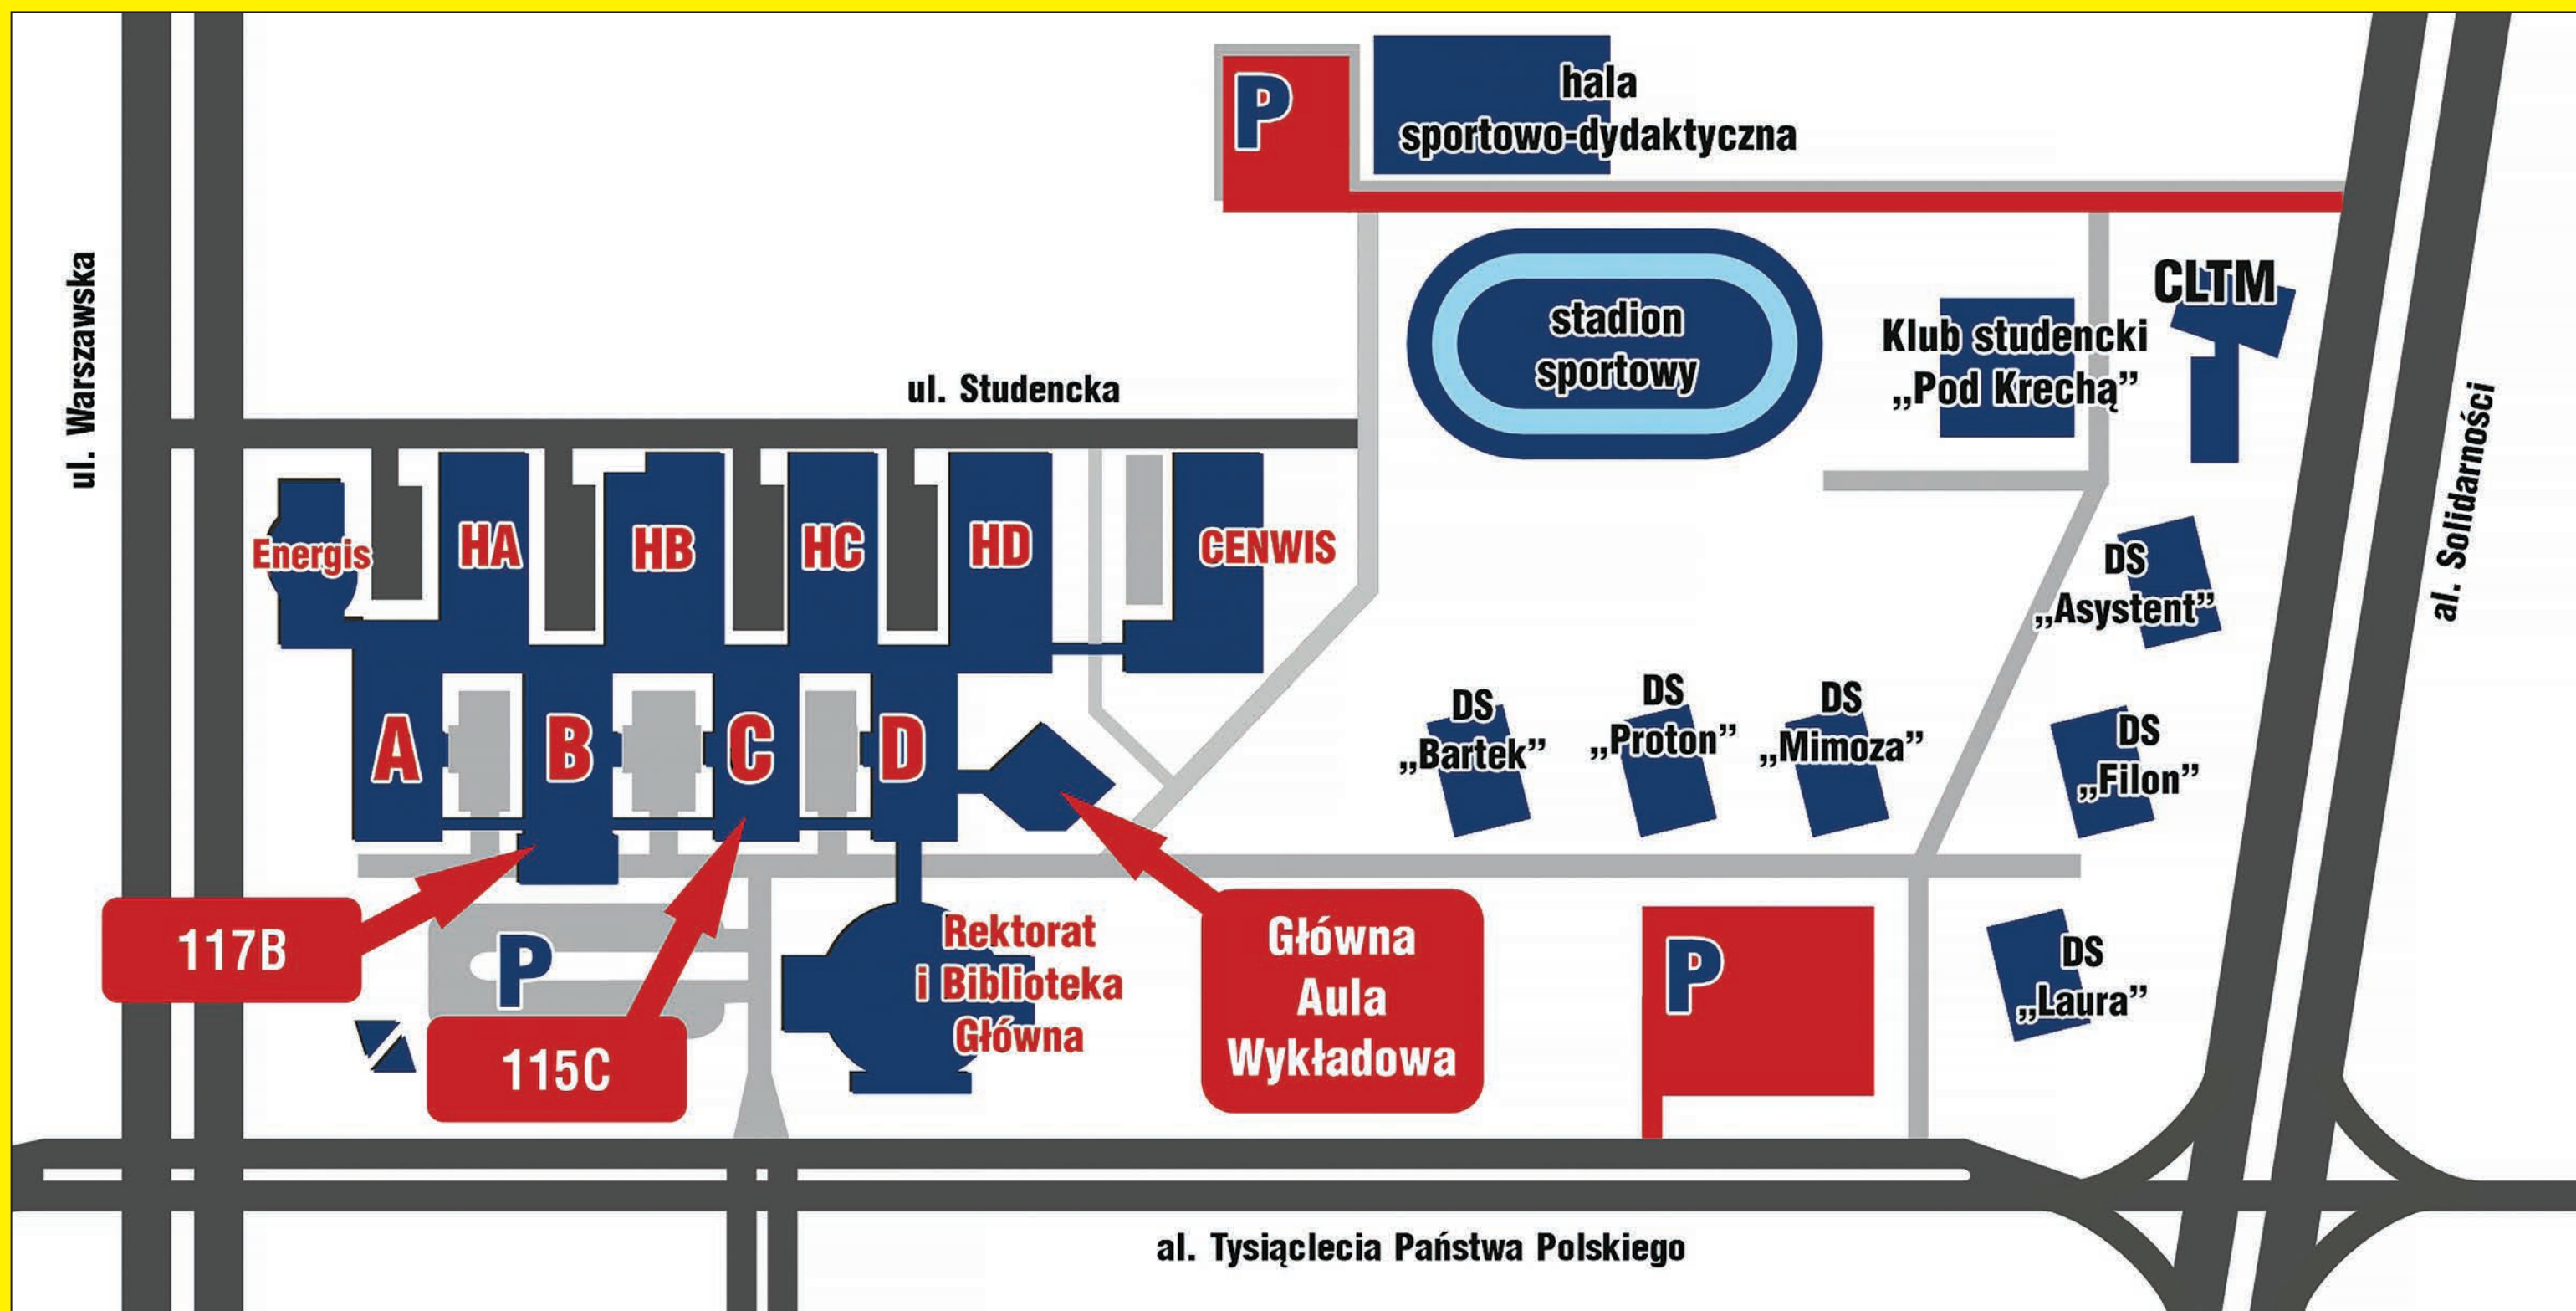 P
hala
sportowo-dydaktyczna
ul. Warszawska
ul. Studencka
stadion
sportowy
Klub studencki
„Pod Krechą”
CLTM
al. Solidarności
Energis
HA
HB
HC
HD
CENWIS
DS
„Asystent”
A
B
C
D
DS
„Bartek”
DS
„Proton”
DS
„Mimoza”
DS
„Filon”
117B
P
115C
Rektorat
i Biblioteka
Główna
Główna
Aula
Wykładowa
P
DS
„Laura”
al. Tysiąclecia Państwa Polskiego